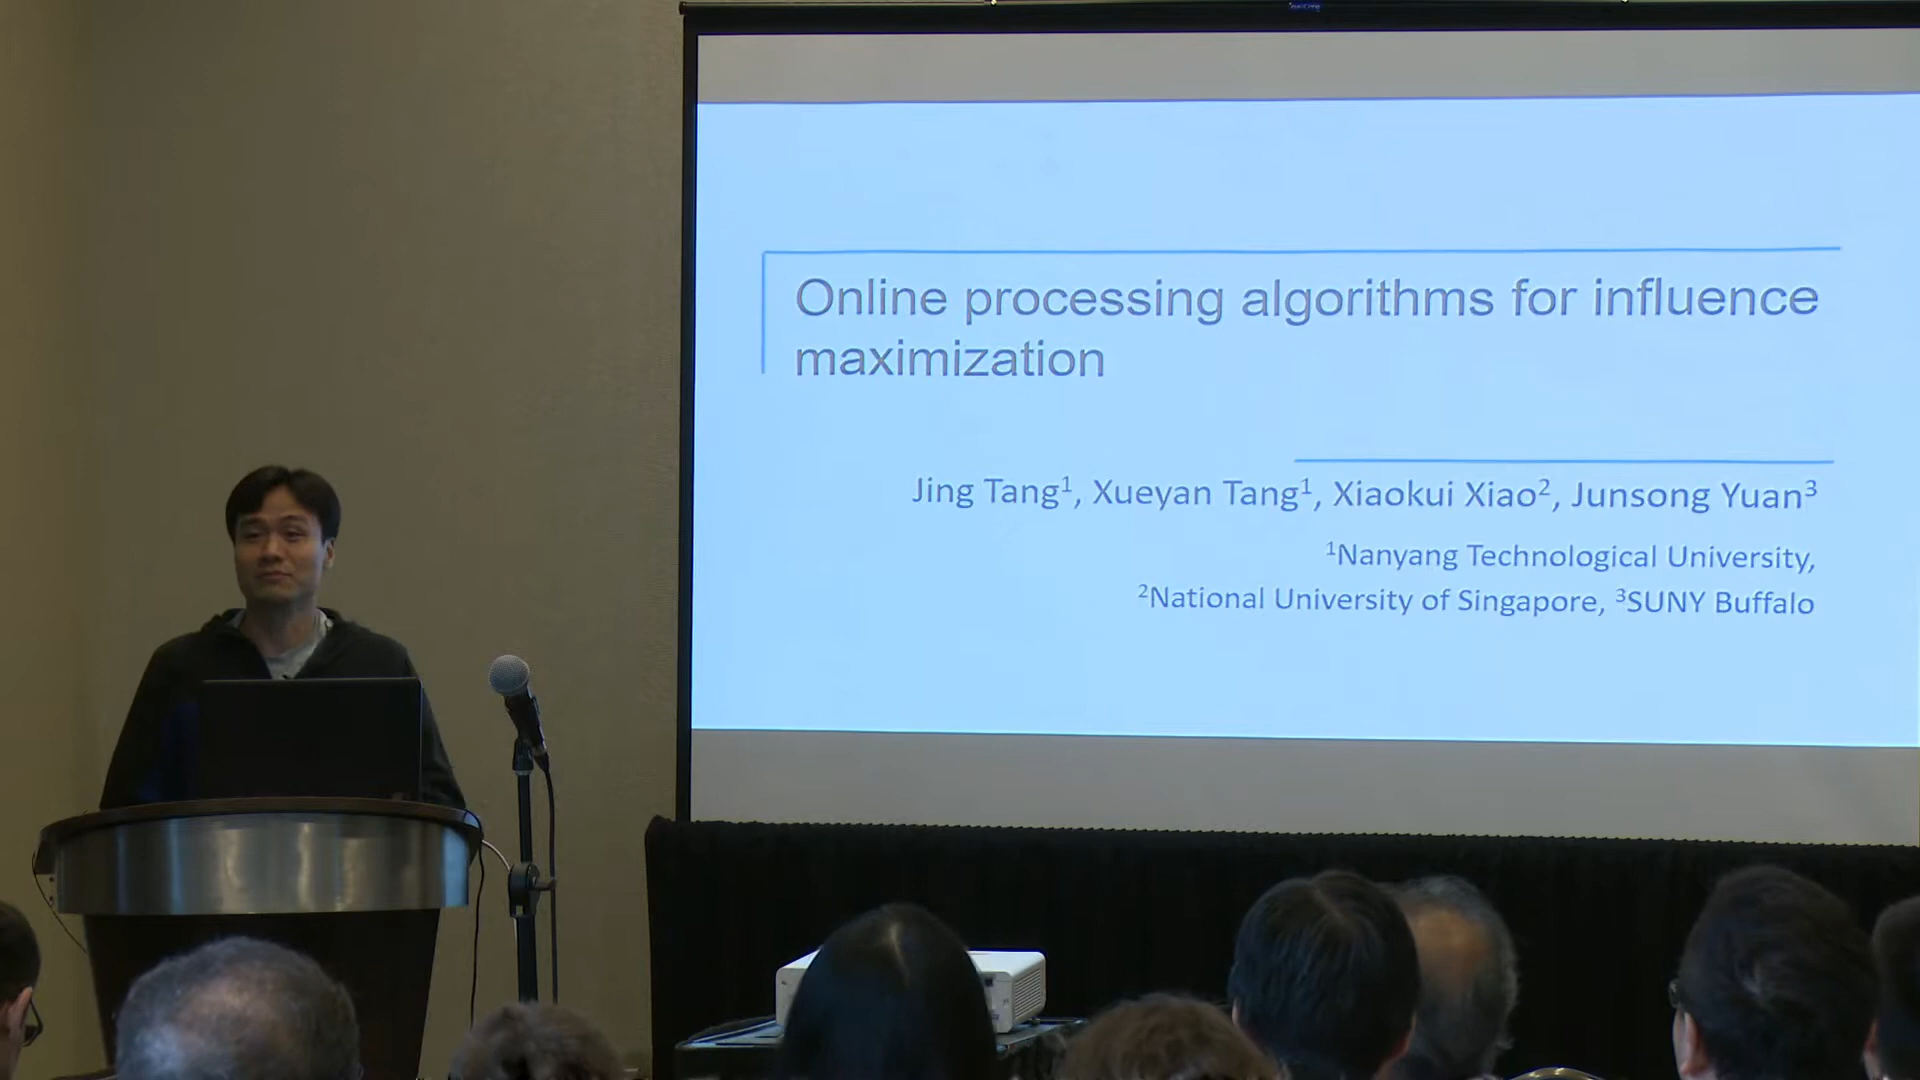 Online processing algorithms for influence
maximization
Jing Tang¹, Xueyan Tang¹, Xiaokui Xiao², Junsong Yuan³
¹Nanyang Technological University,
²National University of Singapore, ³SUNY Buffalo